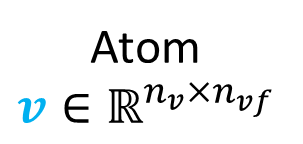 Atom
𝒗 ∈ ℝ^{n_v×n_{vf}}